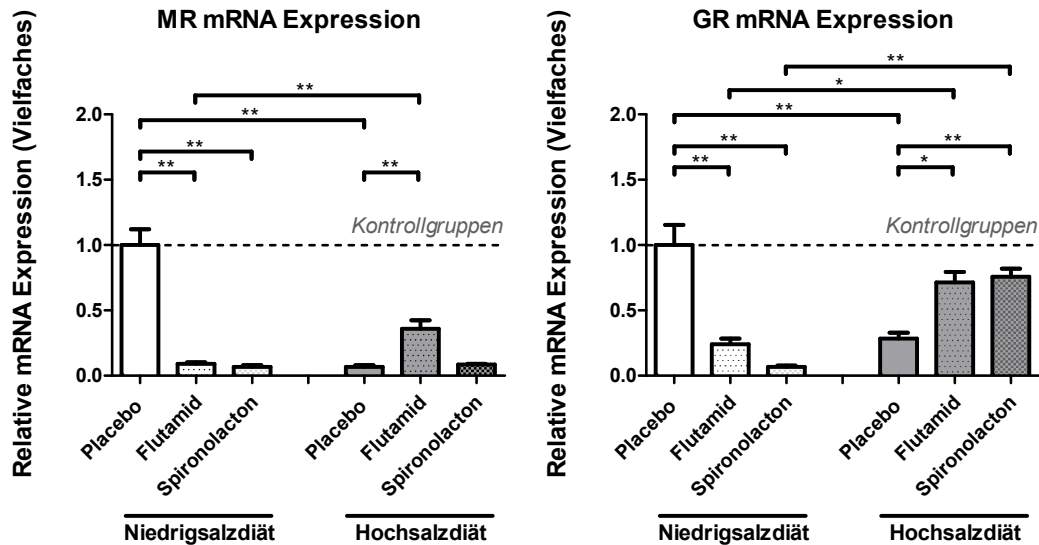 MR mRNA Expression
Relative mRNA Expression (Vielfaches)
2.0
1.5
1.0
0.5
0.0
**
**
**
**
**
Kontrollgruppen
Placebo
Flutamid
Spironolacton
Placebo
Flutamid
Spironolacton
Niedrigsalzdiät
Hochsalzdiät
GR mRNA Expression
Relative mRNA Expression (Vielfaches)
2.0
1.5
1.0
0.5
0.0
**
*
**
**
**
**
*
Kontrollgruppen
Placebo
Flutamid
Spironolacton
Placebo
Flutamid
Spironolacton
Niedrigsalzdiät
Hochsalzdiät